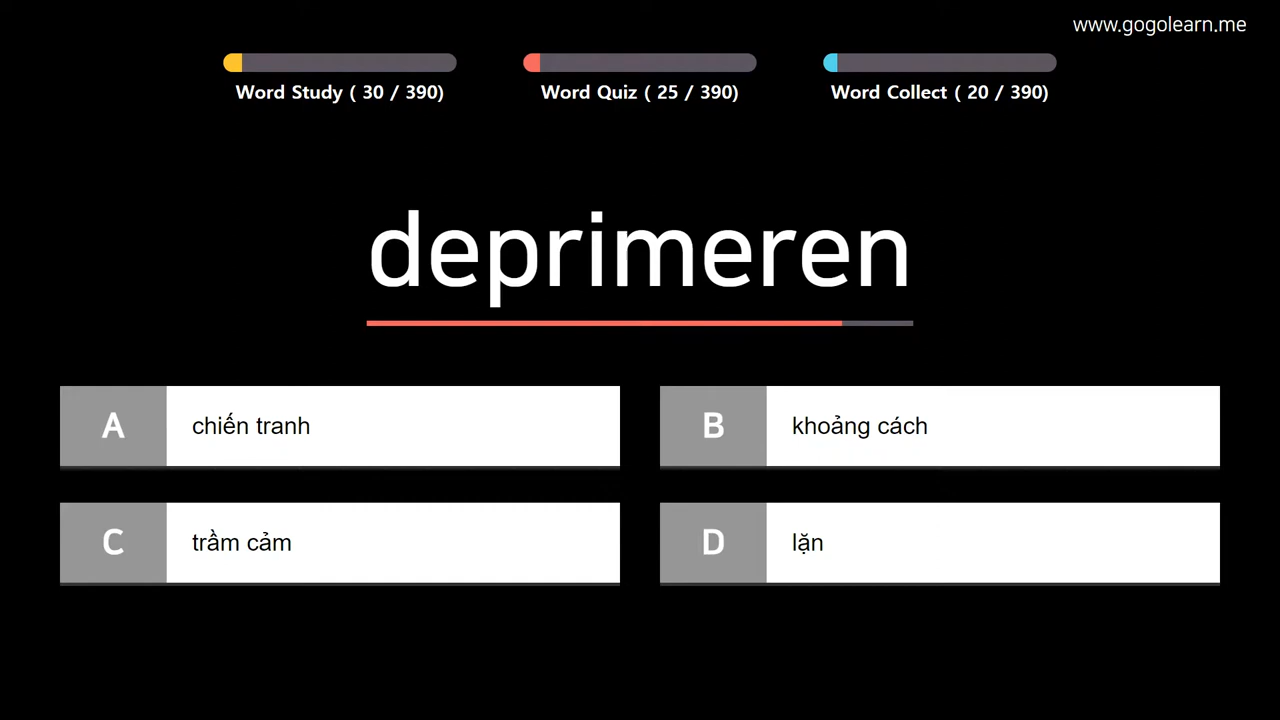 www.gogolearn.me
Word Study ( 30 / 390)
Word Quiz ( 25 / 390)
Word Collect ( 20 / 390)
deprimeren
A chiến tranh
B khoảng cách
C trầm cảm
D lặn